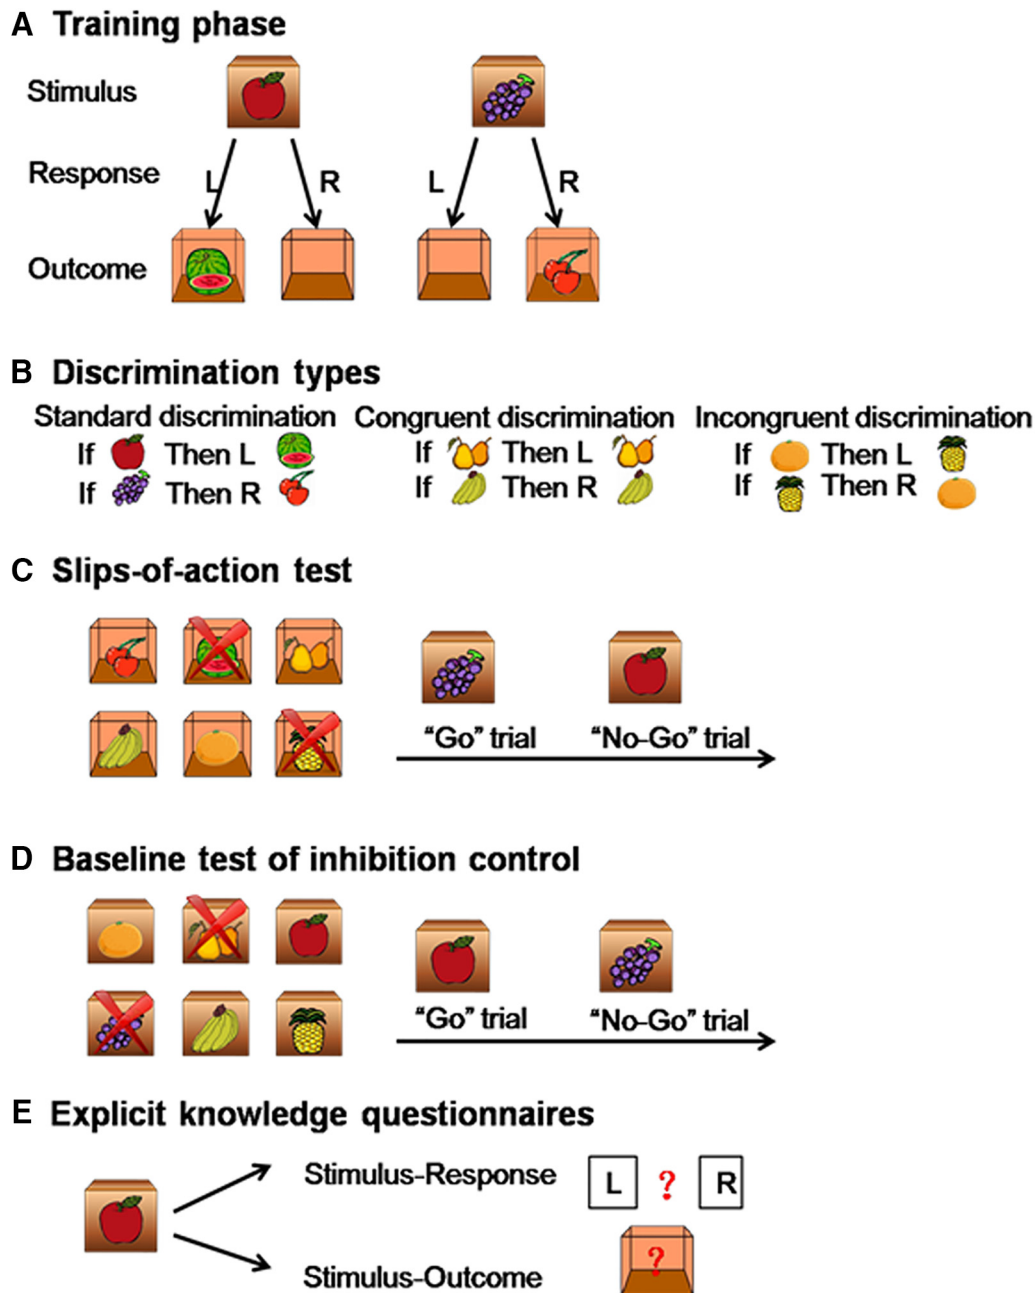 A Training phase
Stimulus
Response L R L R
Outcome
B Discrimination types
Standard discrimination Congruent discrimination Incongruent discrimination
If Then L If Then L If Then L
If Then R If Then R If Then R
C Slips-of-action test
“Go” trial “No-Go” trial
D Baseline test of inhibition control
“Go” trial “No-Go” trial
E Explicit knowledge questionnaires
Stimulus-Response L ? R
?
Stimulus-Outcome